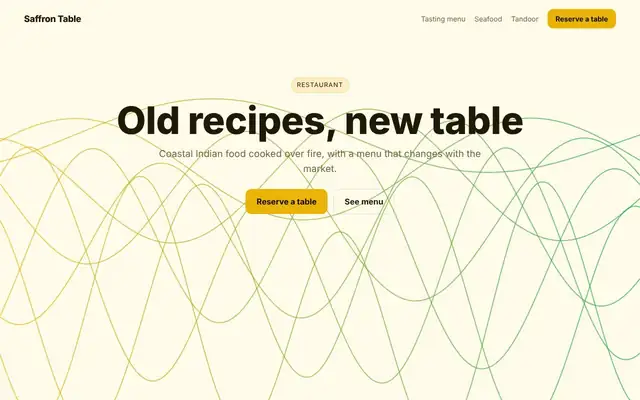 Saffron Table
Tasting menu
Seafood
Tandoor
Reserve a table
RESTAURANT
Old recipes, new table
Coastal Indian food cooked over fire, with a menu that changes with the
market.
Reserve a table
See menu